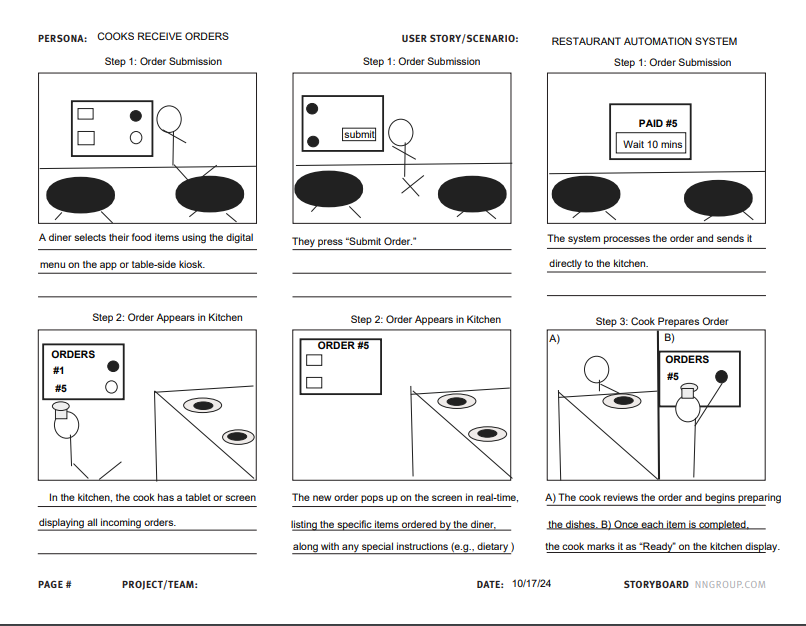 PERSONA: COOKS RECEIVE ORDERS
USER STORY/SCENARIO: RESTAURANT AUTOMATION SYSTEM
Step 1: Order Submission
submit
Step 1: Order Submission
PAID #5
Wait 10 mins
Step 1: Order Submission
A diner selects their food items using the digital
menu on the app or table-side kiosk.
They press “Submit Order.”
The system processes the order and sends it
directly to the kitchen.
Step 2: Order Appears in Kitchen
ORDERS
#1
#5
In the kitchen, the cook has a tablet or screen
displaying all incoming orders.
Step 2: Order Appears in Kitchen
ORDER #5
The new order pops up on the screen in real-time,
listing the specific items ordered by the diner,
along with any special instructions (e.g., dietary )
Step 3: Cook Prepares Order
A)
B)
ORDERS
#5
A) The cook reviews the order and begins preparing
the dishes. B) Once each item is completed,
the cook marks it as “Ready” on the kitchen display.
PAGE #
PROJECT/TEAM:
DATE: 10/17/24
STORYBOARD NNGROUP.COM